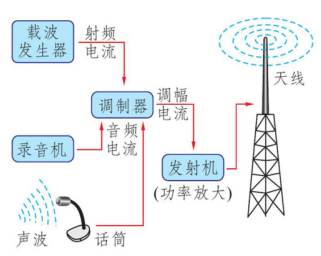 载波
发生器
射频
电流
天线
调制器
调幅
电流
音频
电流
录音机
发射机
(功率放大)
声波
话筒